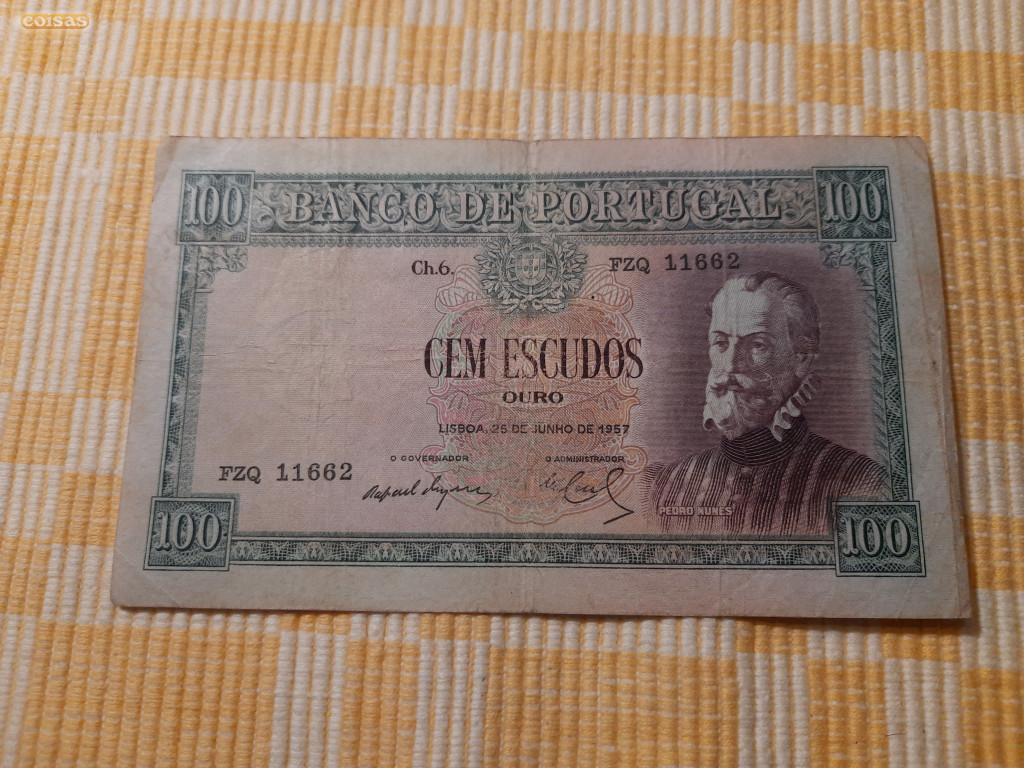 coisas
100 BANCO DE PORTUGAL 100
Ch.6. FZQ 11662
CEM ESCUDOS
OURO
LISBOA, 25 DE JUNHO DE 1957
O GOVERNADOR O ADMINISTRADOR
FZQ 11662
PEDRO NUNES
100 100